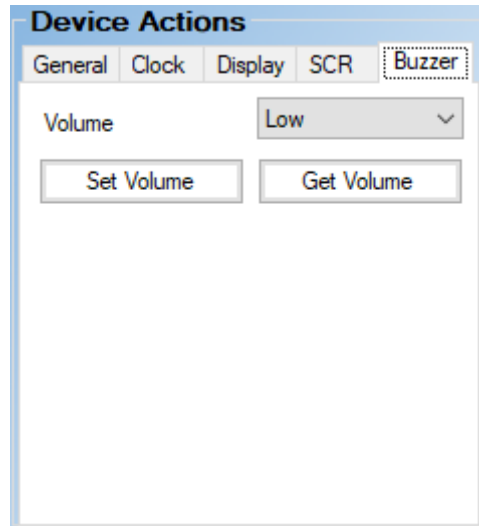 Device Actions
General Clock Display SCR Buzzer
Volume Low
Set Volume Get Volume